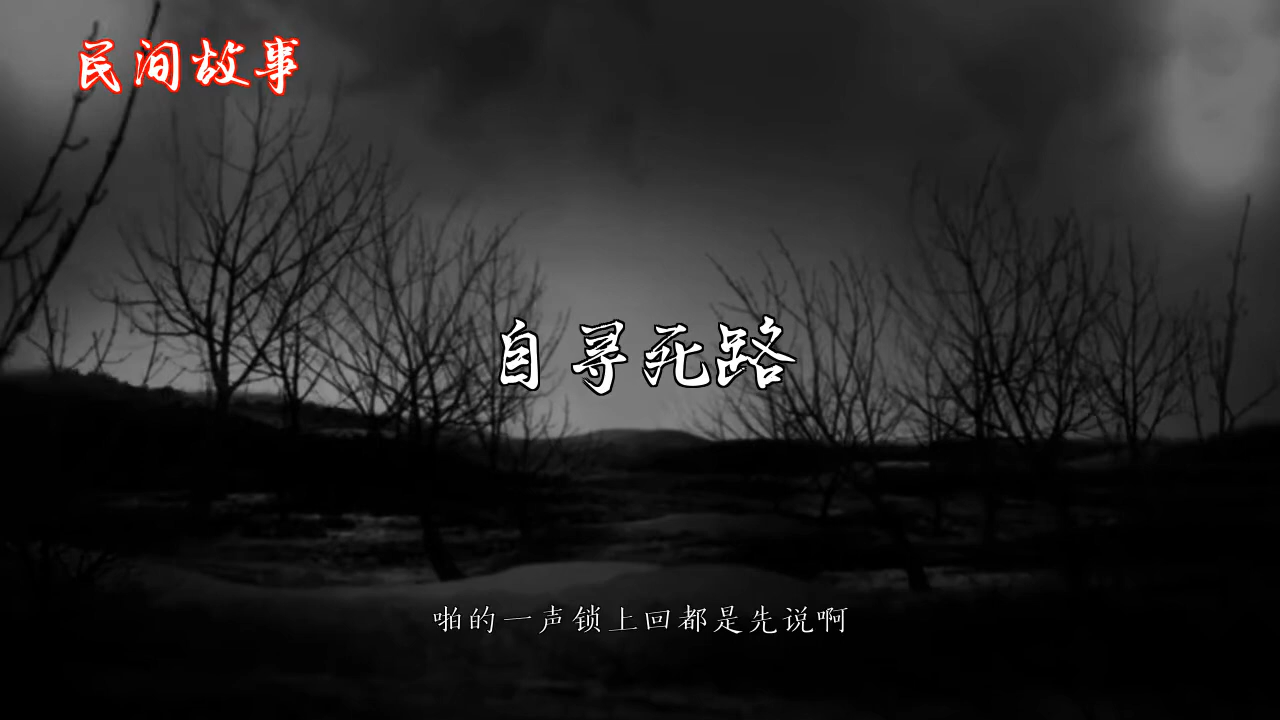 民间故事
自寻死路
啪的一声锁上回都是先说啊